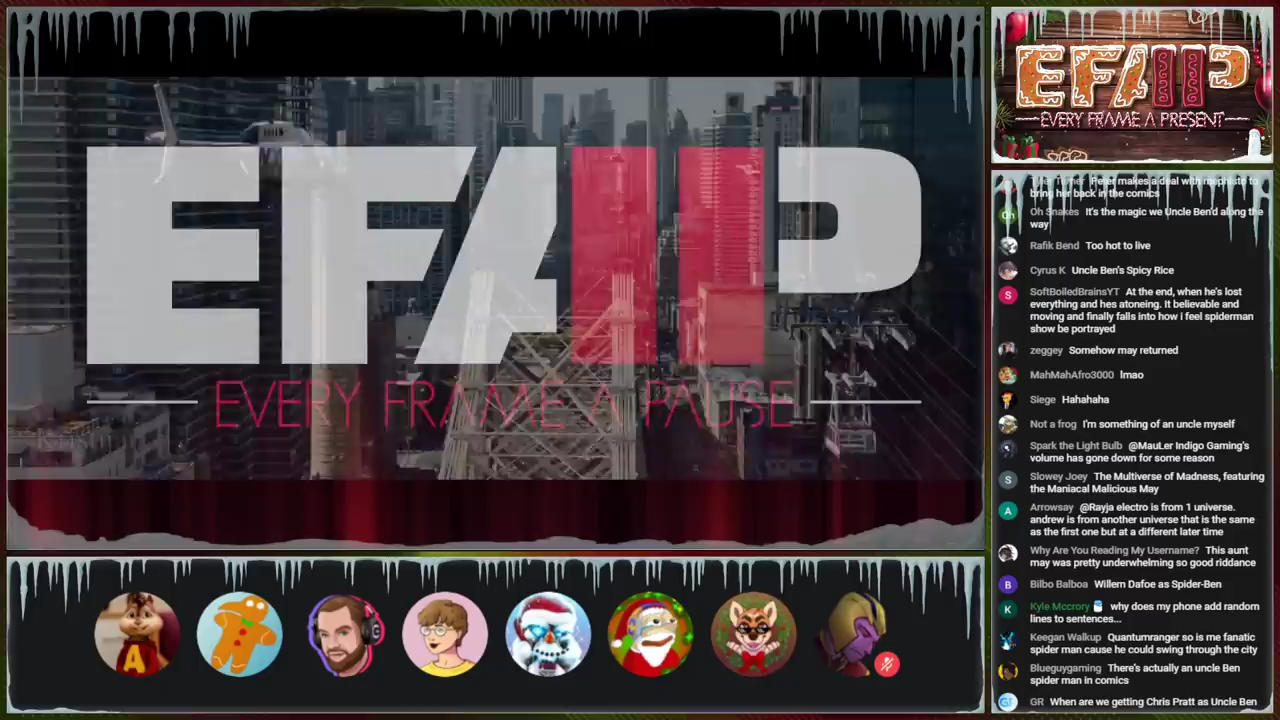 EFAP
EVERY FRAME A PAUSE
EFAP
EVERY FRAME A PRESENT
Peter makes a deal with mephisto to
bring her back in the comics
Oh Snakes It's the magic we Uncle Ben'd along the
way
Rafik Bend Too hot to live
Cyrus K Uncle Ben's Spicy Rice
S SoftBoiledBrainsYT At the end, when he's lost
everything and hes atoneing. It believable and
moving and finally falls into how i feel spiderman
show be portrayed
zeggey Somehow may returned
MahMahAfro3000 lmao
Siege Hahahaha
Not a frog I'm something of an uncle myself
Spark the Light Bulb @MauLer Indigo Gaming's
volume has gone down for some reason
S Slowey Joey The Multiverse of Madness, featuring
the Maniacal Malicious May
A Arrowsay @Rayja electro is from 1 universe.
andrew is from another universe that is the same
as the first one but at a different later time
Why Are You Reading My Username? This aunt
may was pretty underwhelming so good riddance
B Bilbo Balboa Willem Dafoe as Spider-Ben
K Kyle Mccrory why does my phone add random
lines to sentences...
Keegan Walkup Quantumranger so is me fanatic
spider man cause he could swing through the city
Blueguygaming There's actually an uncle Ben
spider man in comics
GR When are we getting Chris Pratt as Uncle Ben
A